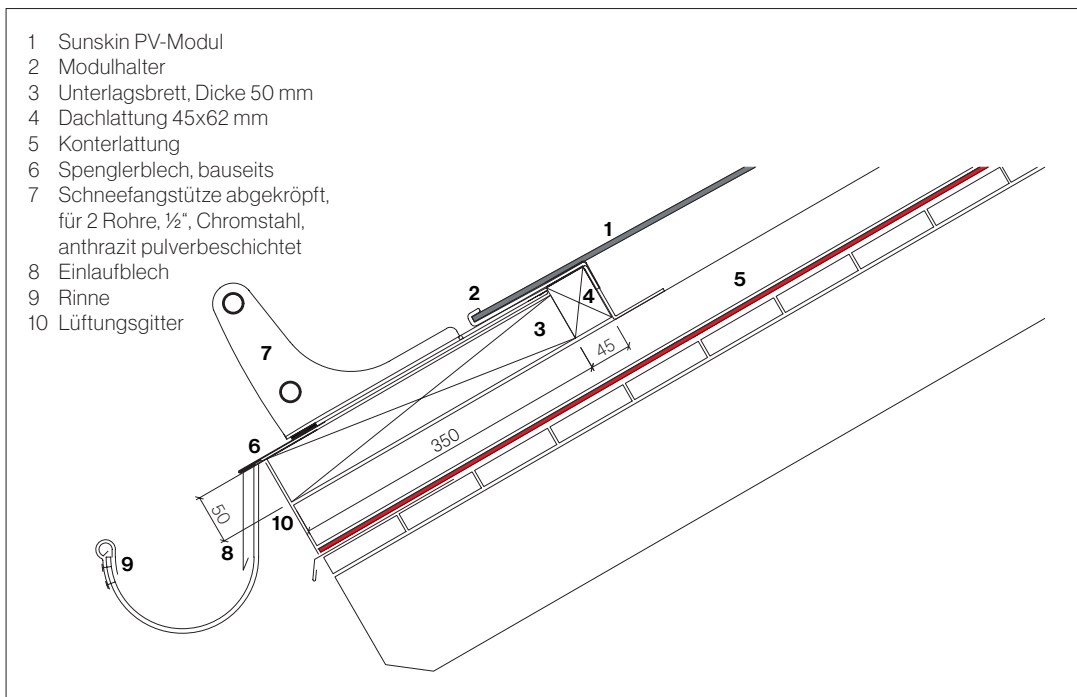 1 Sunskin PV-Modul
2 Modulhalter
3 Unterlagsbrett, Dicke 50 mm
4 Dachlattung 45x62 mm
5 Konterlattung
6 Spenglerblech, bauseits
7 Schneefangstütze abgekröpft,
für 2 Rohre, ½“, Chromstahl,
anthrazit pulverbeschichtet
8 Einlaufblech
9 Rinne
10 Lüftungsgitter
1
5
2
4
3
7
45
350
6
50
10
8
9